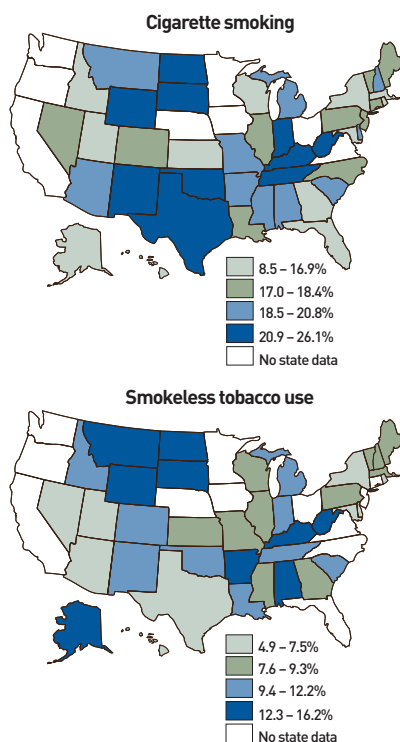 Cigarette smoking
8.5 – 16.9%
17.0 – 18.4%
18.5 – 20.8%
20.9 – 26.1%
No state data
Smokeless tobacco use
4.9 – 7.5%
7.6 – 9.3%
9.4 – 12.2%
12.3 – 16.2%
No state data